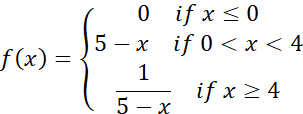 f(x) = { 0 if x ≤ 0
5 − x if 0 < x < 4
1/(5 − x) if x ≥ 4